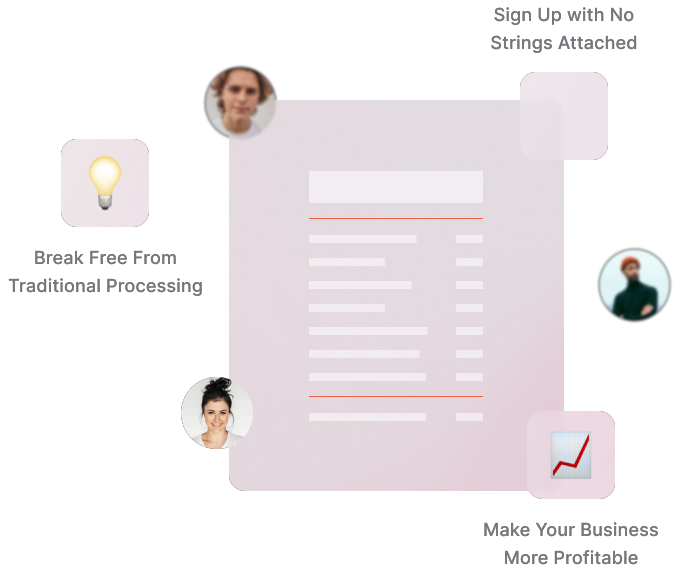 Sign Up with No
Strings Attached
Break Free From
Traditional Processing
Make Your Business
More Profitable